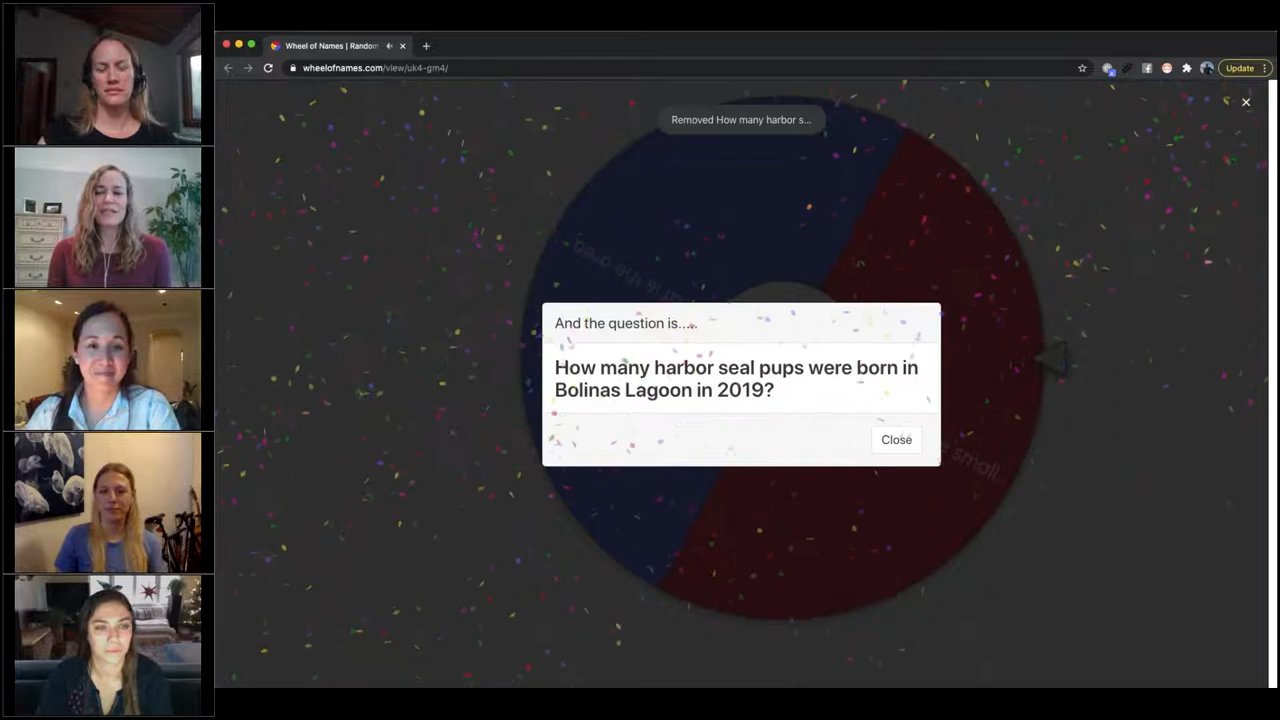 Wheel of Names | Random
wheelofnames.com/view/uk4-gm4/
Update
Removed How many harbor s...
And the question is.....
How many harbor seal pups were born in
Bolinas Lagoon in 2019?
Close
small...